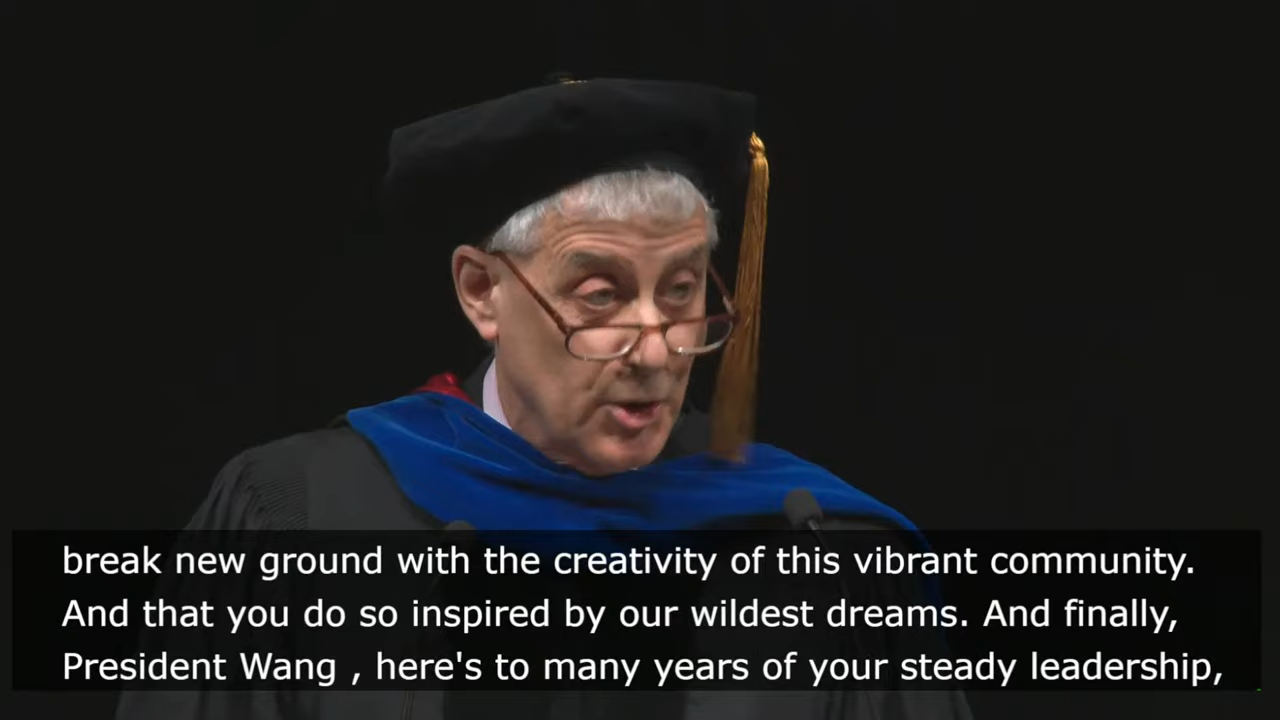 break new ground with the creativity of this vibrant community.
And that you do so inspired by our wildest dreams. And finally,
President Wang , here's to many years of your steady leadership,